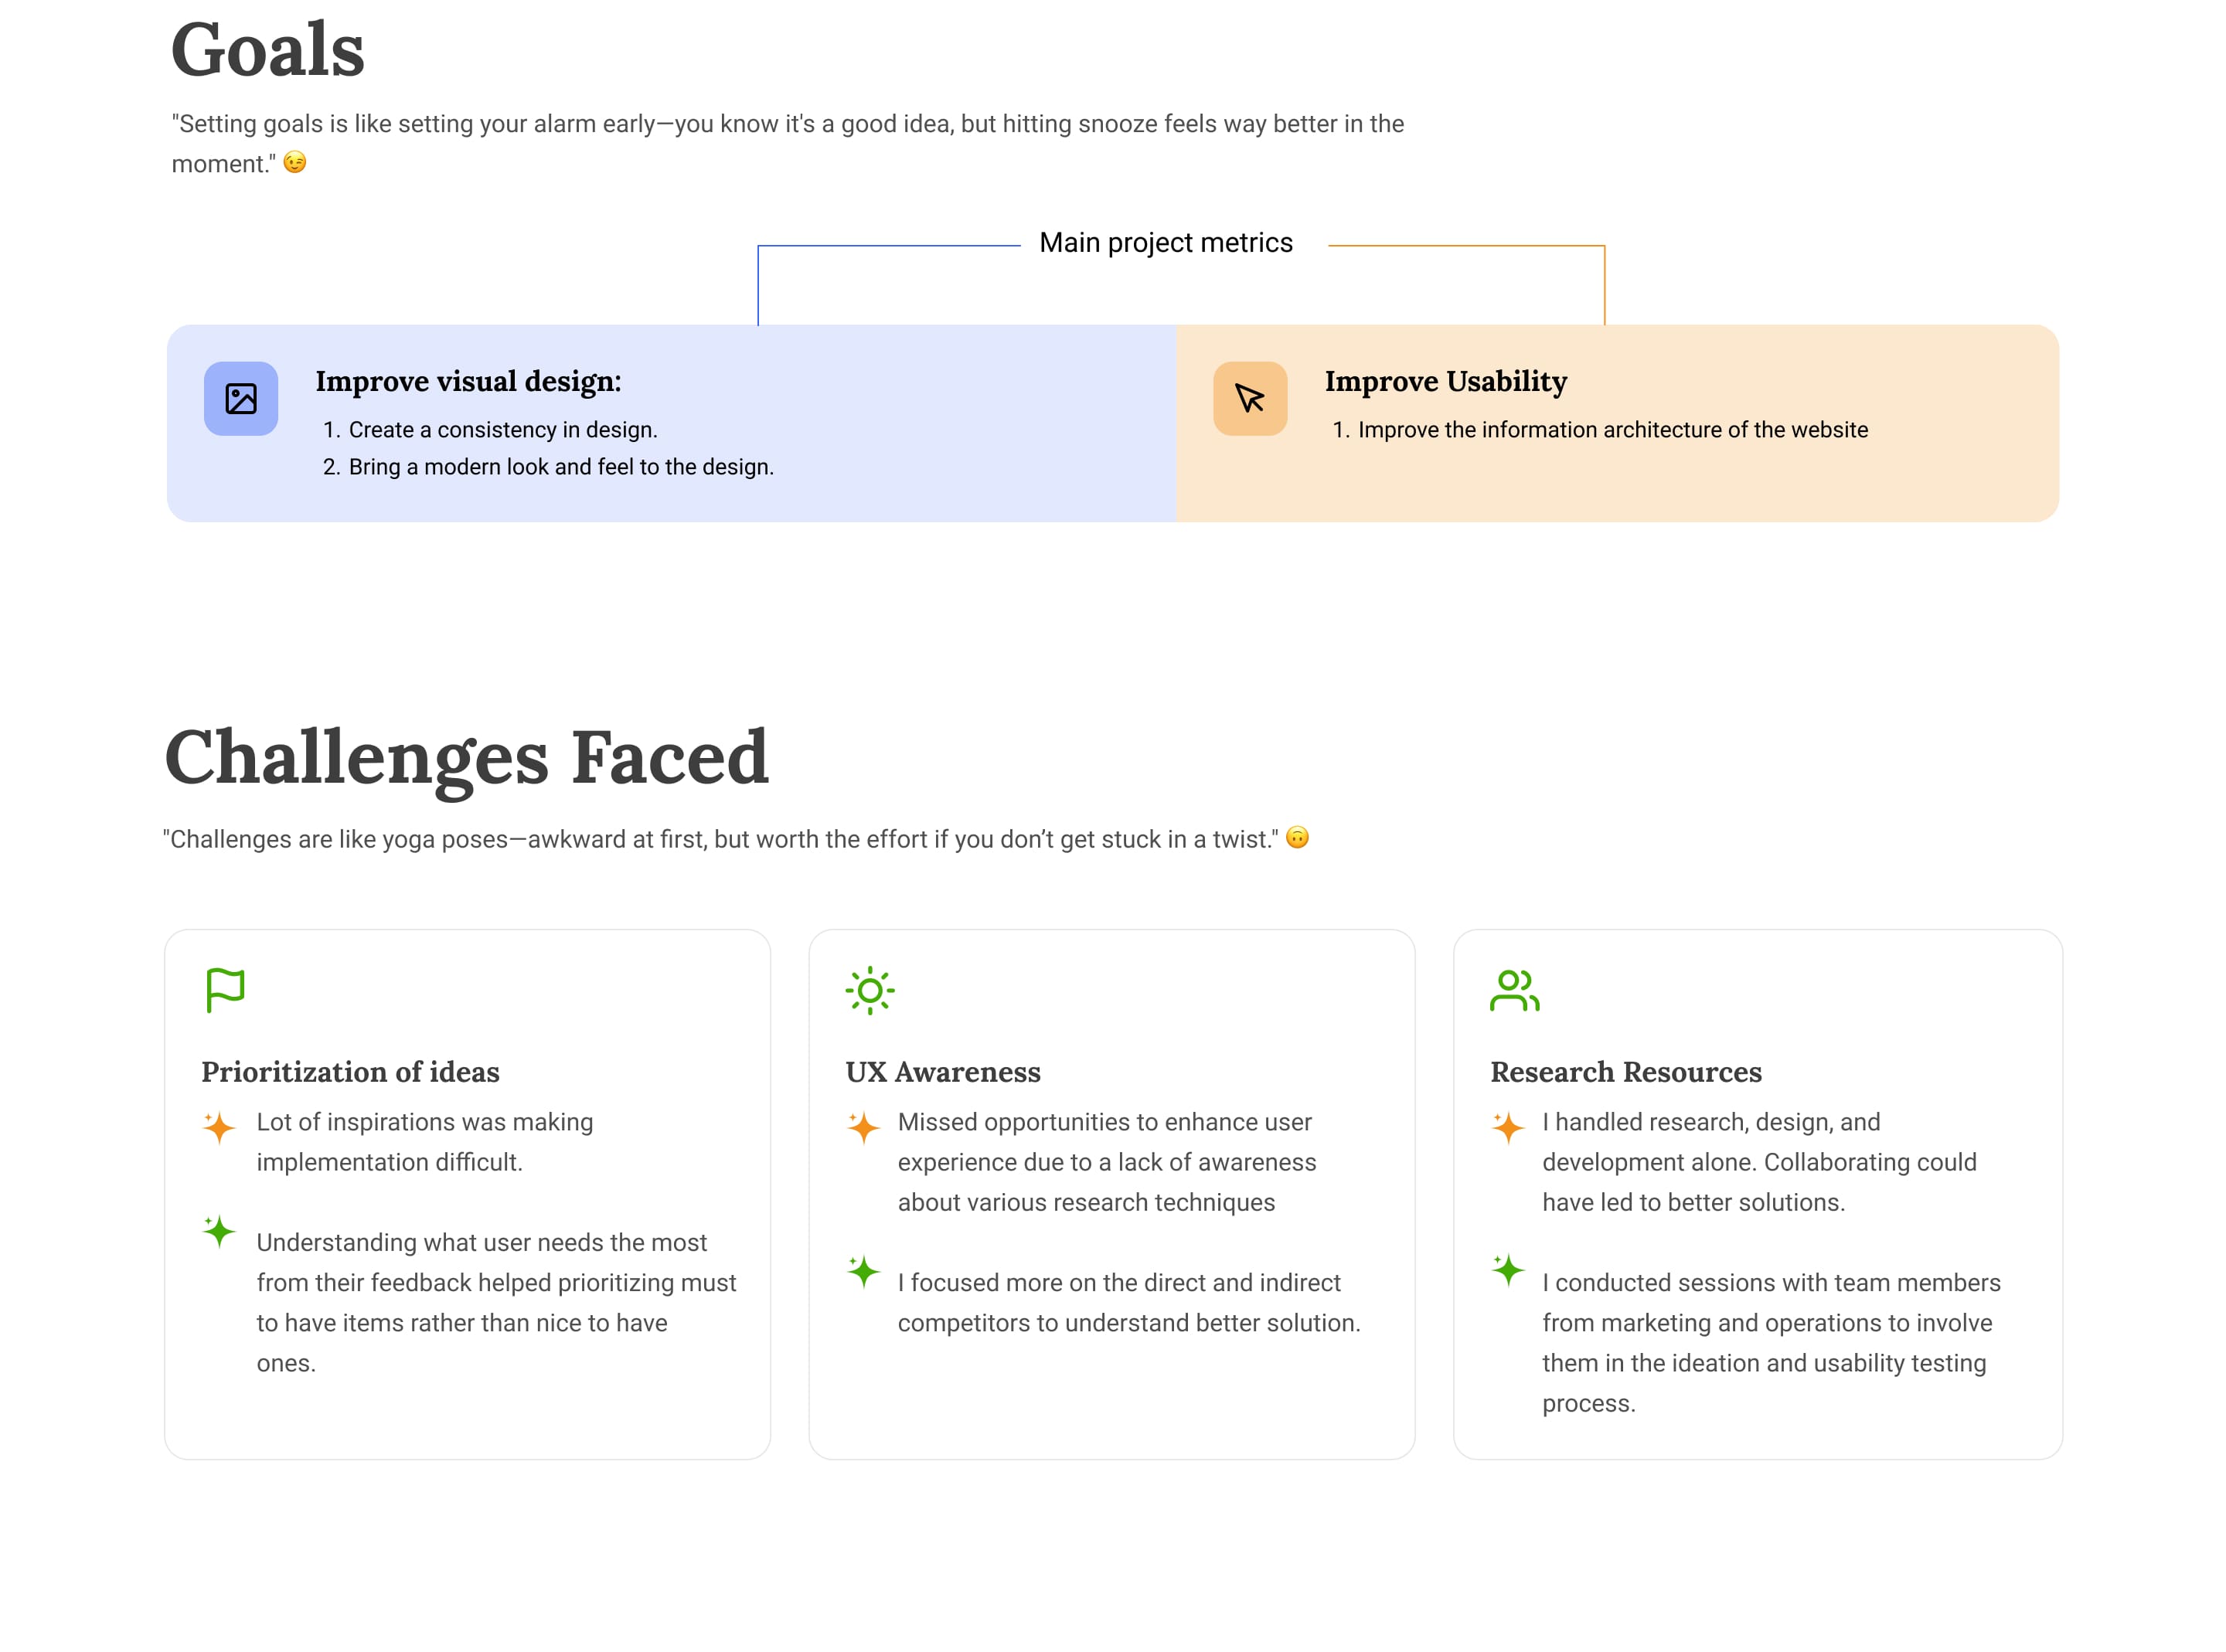 Goals
"Setting goals is like setting your alarm early—you know it's a good idea, but hitting snooze feels way better in the
moment." 😉
Main project metrics
Improve visual design:
1. Create a consistency in design.
2. Bring a modern look and feel to the design.
Improve Usability
1. Improve the information architecture of the website
Challenges Faced
"Challenges are like yoga poses—awkward at first, but worth the effort if you don’t get stuck in a twist." 🙃
Prioritization of ideas
Lot of inspirations was making
implementation difficult.
Understanding what user needs the most
from their feedback helped prioritizing must
to have items rather than nice to have
ones.
UX Awareness
Missed opportunities to enhance user
experience due to a lack of awareness
about various research techniques
I focused more on the direct and indirect
competitors to understand better solution.
Research Resources
I handled research, design, and
development alone. Collaborating could
have led to better solutions.
I conducted sessions with team members
from marketing and operations to involve
them in the ideation and usability testing
process.